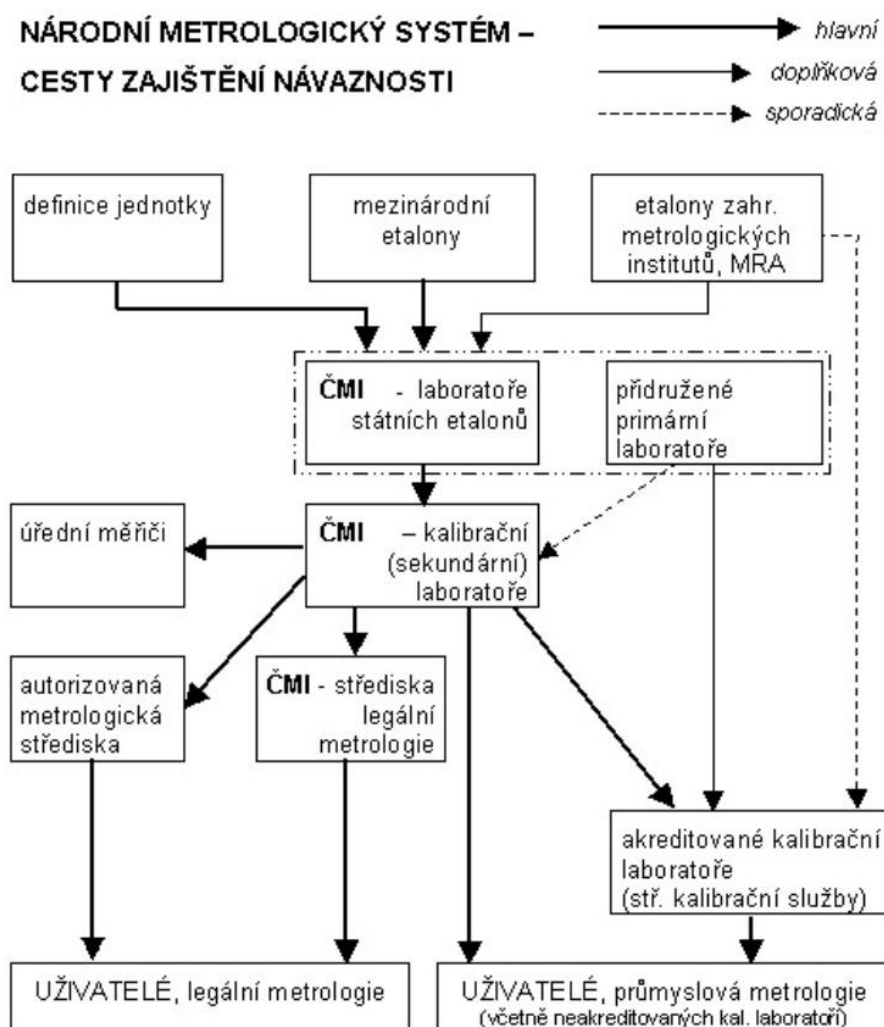 NÁRODNÍ METROLOGICKÝ SYSTÉM –
CESTY ZAJIŠTĚNÍ NÁVAZNOSTI
hlavní
doplňková
sporadická
definice jednotky
mezinárodní
etalony
etalony zahr.
metrologických
institutů, MRA
ČMI - laboratoře
státních etalonů
přidružené
primární
laboratoře
úřední měřiči
ČMI – kalibrační
(sekundární)
laboratoře
autorizovaná
metrologická
střediska
ČMI - střediska
legální
metrologie
akreditované kalibrační
laboratoře
(stř. kalibrační služby)
UŽIVATELÉ, legální metrologie
UŽIVATELÉ, průmyslová metrologie
(včetně neakreditovaných kal. laboratoří)